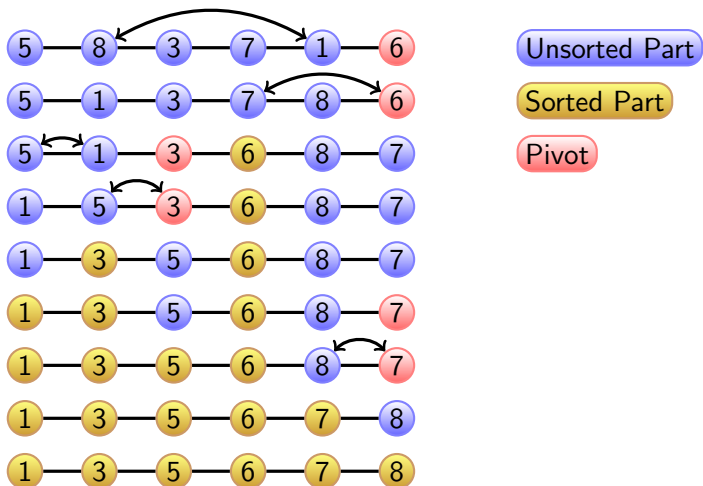 5 8 3 7 1 6 Unsorted Part
5 1 3 7 8 6 Sorted Part
5 1 3 6 8 7 Pivot
1 5 3 6 8 7
1 3 5 6 8 7
1 3 5 6 8 7
1 3 5 6 8 7
1 3 5 6 7 8
1 3 5 6 7 8